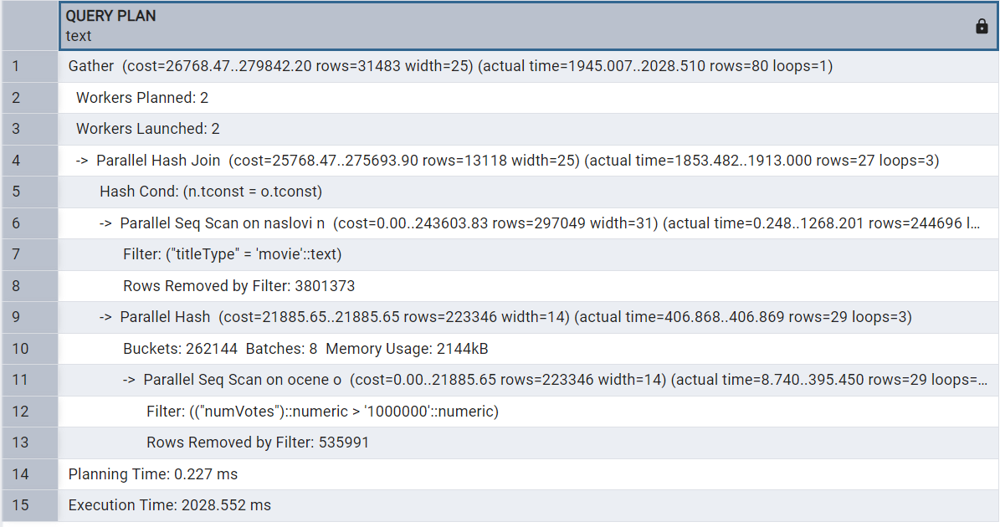 QUERY PLAN
text
1 Gather (cost=26768.47..279842.20 rows=31483 width=25) (actual time=1945.007..2028.510 rows=80 loops=1)
2 Workers Planned: 2
3 Workers Launched: 2
4 -> Parallel Hash Join (cost=25768.47..275693.90 rows=13118 width=25) (actual time=1853.482..1913.000 rows=27 loops=3)
5 Hash Cond: (n.tconst = o.tconst)
6 -> Parallel Seq Scan on naslovi n (cost=0.00..243603.83 rows=297049 width=31) (actual time=0.248..1268.201 rows=244696 l...
7 Filter: ("titleType" = 'movie'::text)
8 Rows Removed by Filter: 3801373
9 -> Parallel Hash (cost=21885.65..21885.65 rows=223346 width=14) (actual time=406.868..406.869 rows=29 loops=3)
10 Buckets: 262144 Batches: 8 Memory Usage: 2144kB
11 -> Parallel Seq Scan on ocene o (cost=0.00..21885.65 rows=223346 width=14) (actual time=8.740..395.450 rows=29 loops=...
12 Filter: (("numVotes")::numeric > '1000000'::numeric)
13 Rows Removed by Filter: 535991
14 Planning Time: 0.227 ms
15 Execution Time: 2028.552 ms